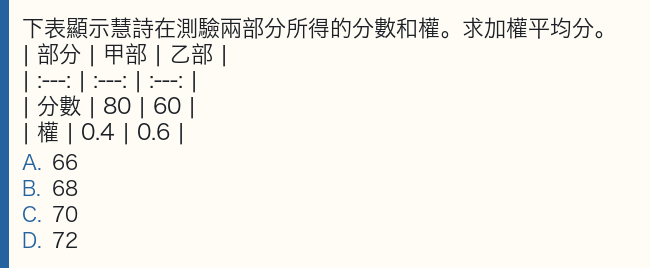 下表顯示慧詩在測驗兩部分所得的分數和權。求加權平均分。
| 部分 | 甲部 | 乙部 |
| :---: | :---: | :---: |
| 分數 | 80 | 60 |
| 權 | 0.4 | 0.6 |
A. 66
B. 68
C. 70
D. 72